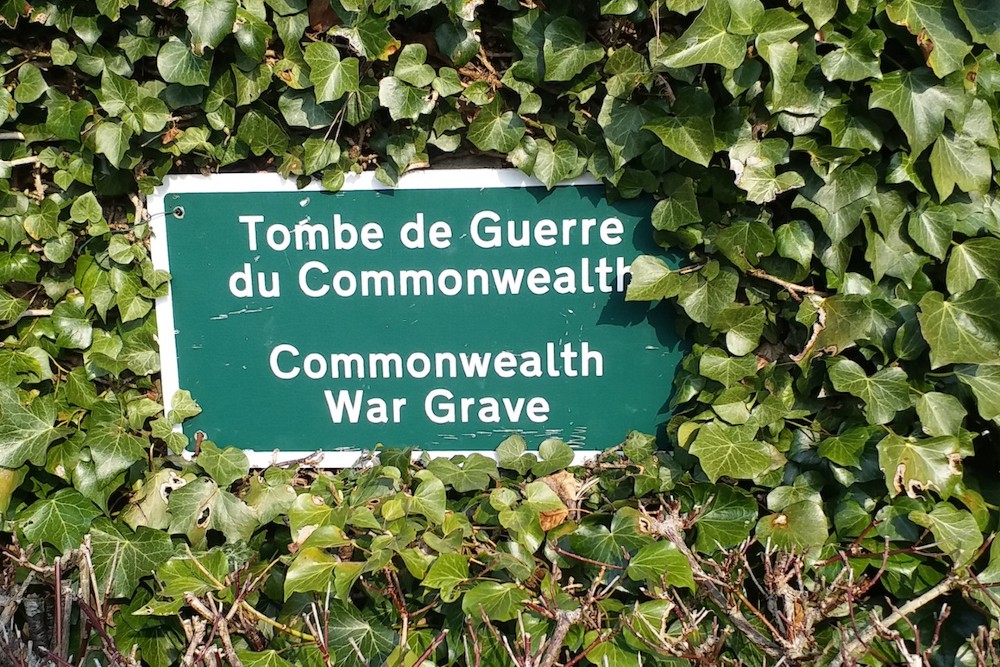 Tombe de Guerre
du Commonwealth
Commonwealth
War Grave